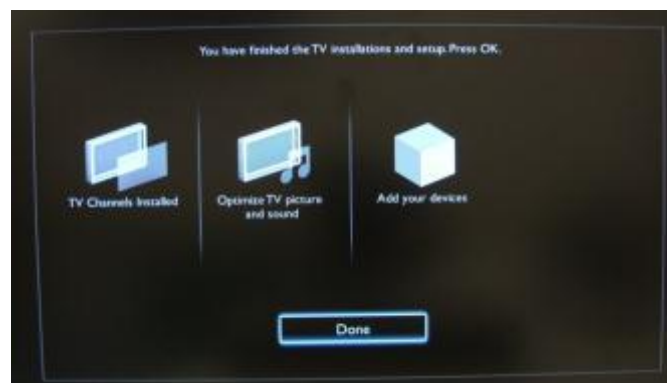 You have finished the TV installations and setup. Press OK.
TV Channels Installed
Optimize TV picture
and sound
Add your devices
Done